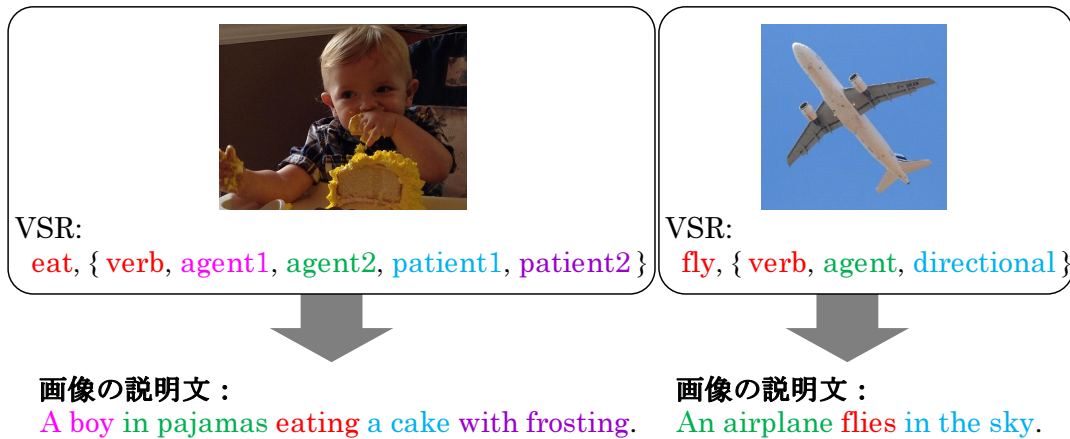 VSR:
eat, { verb, agent1, agent2, patient1, patient2 }
画像の説明文：
A boy in pajamas eating a cake with frosting.
VSR:
fly, { verb, agent, directional }
画像の説明文：
An airplane flies in the sky.